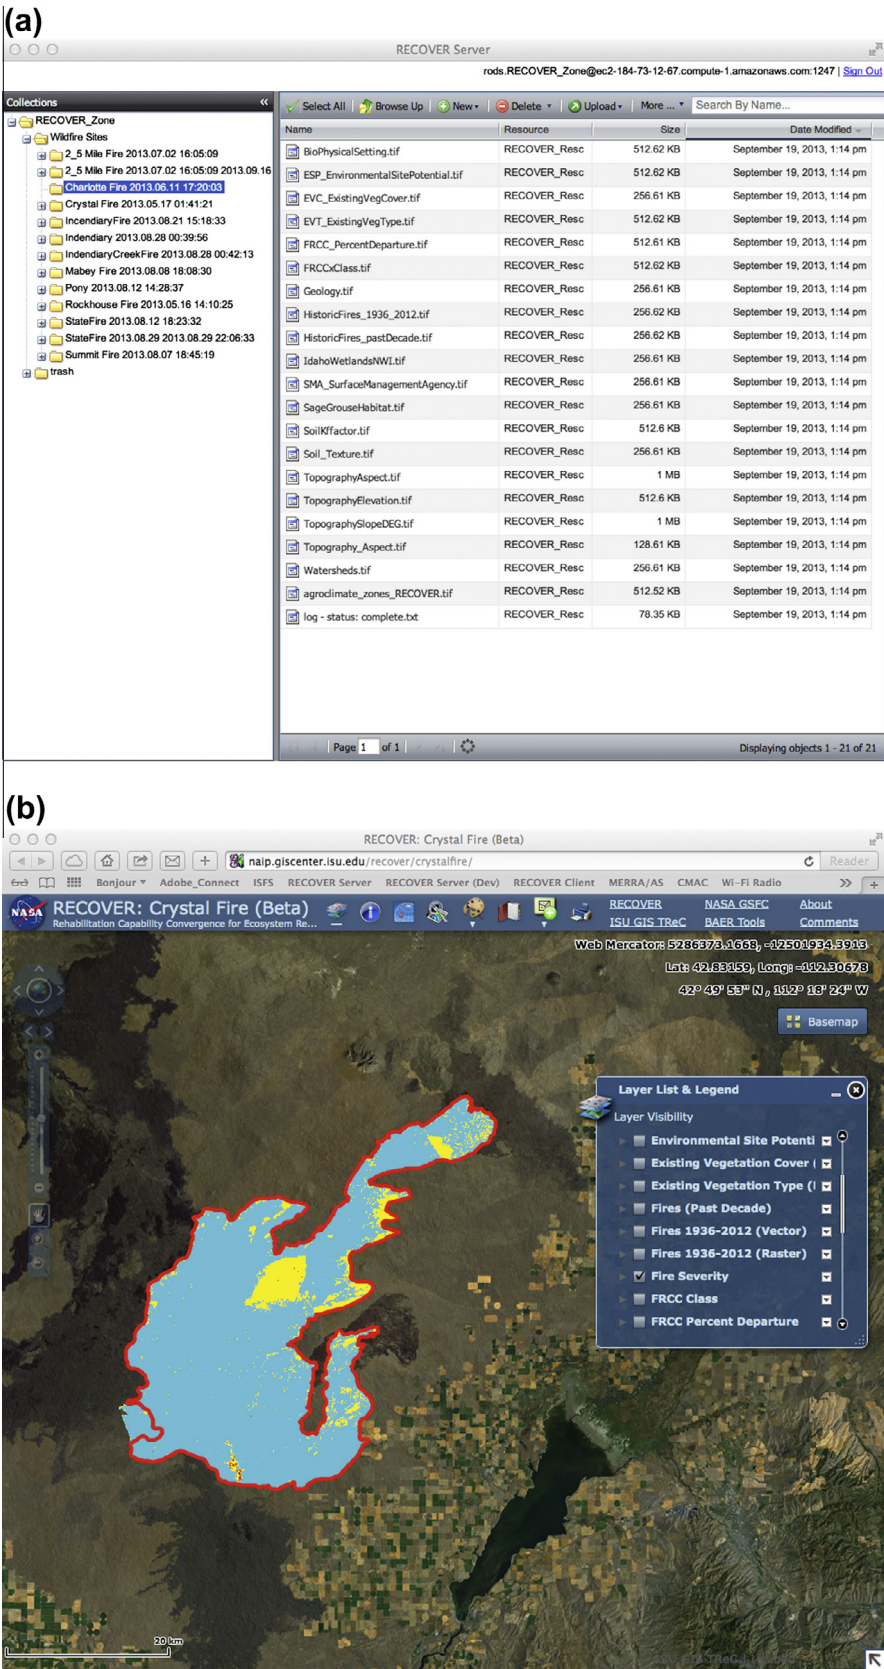 (a)
RECOVER Server
rods.RECOVER_Zone@ec2-184-73-12-67.compute-1.amazonaws.com:1247 | Sign Out
Collections «
RECOVER_Zone
Wildfire Sites
2_5 Mile Fire 2013.07.02 16:05:09
2_5 Mile Fire 2013.07.02 16:05:09 2013.09.16
Charlotte Fire 2013.06.11 17:20:03
Crystal Fire 2013.05.17 01:41:21
IncendiaryFire 2013.08.21 15:18:33
Indendiary 2013.08.28 00:39:56
IndendiaryCreekFire 2013.08.28 00:42:13
Mabey Fire 2013.08.08 18:08:30
Pony 2013.08.12 14:28:37
Rockhouse Fire 2013.05.16 14:10:25
StateFire 2013.08.12 18:23:32
StateFire 2013.08.29 2013.08.29 22:06:33
Summit Fire 2013.08.07 18:45:19
trash
Select All Browse Up New Delete Upload More ... Search By Name...
Name Resource Size Date Modified
BioPhysicalSetting.tif RECOVER_Resc 512.62 KB September 19, 2013, 1:14 pm
ESP_EnvironmentalSitePotential.tif RECOVER_Resc 512.62 KB September 19, 2013, 1:14 pm
EVC_ExistingVegCover.tif RECOVER_Resc 256.61 KB September 19, 2013, 1:14 pm
EVT_ExistingVegType.tif RECOVER_Resc 512.62 KB September 19, 2013, 1:14 pm
FRCC_PercentDeparture.tif RECOVER_Resc 512.61 KB September 19, 2013, 1:14 pm
FRCCxClass.tif RECOVER_Resc 512.62 KB September 19, 2013, 1:14 pm
Geology.tif RECOVER_Resc 256.61 KB September 19, 2013, 1:14 pm
HistoricFires_1936_2012.tif RECOVER_Resc 256.62 KB September 19, 2013, 1:14 pm
HistoricFires_pastDecade.tif RECOVER_Resc 256.62 KB September 19, 2013, 1:14 pm
IdahoWetlandsNWI.tif RECOVER_Resc 256.61 KB September 19, 2013, 1:14 pm
SMA_SurfaceManagementAgency.tif RECOVER_Resc 256.61 KB September 19, 2013, 1:14 pm
SageGrouseHabitat.tif RECOVER_Resc 256.61 KB September 19, 2013, 1:14 pm
SoilKffactor.tif RECOVER_Resc 512.6 KB September 19, 2013, 1:14 pm
Soil_Texture.tif RECOVER_Resc 256.61 KB September 19, 2013, 1:14 pm
TopographyAspect.tif RECOVER_Resc 1 MB September 19, 2013, 1:14 pm
TopographyElevation.tif RECOVER_Resc 512.6 KB September 19, 2013, 1:14 pm
TopographySlopeDEG.tif RECOVER_Resc 1 MB September 19, 2013, 1:14 pm
Topography_Aspect.tif RECOVER_Resc 128.61 KB September 19, 2013, 1:14 pm
Watersheds.tif RECOVER_Resc 256.61 KB September 19, 2013, 1:14 pm
agroclimate_zones_RECOVER.tif RECOVER_Resc 512.52 KB September 19, 2013, 1:14 pm
log - status: complete.txt RECOVER_Resc 78.35 KB September 19, 2013, 1:14 pm
Page 1 of 1 Displaying objects 1 - 21 of 21
(b)
RECOVER: Crystal Fire (Beta)
naip.giscenter.isu.edu/recover/crystalfire/ Reader
Bonjour Adobe_Connect ISFS RECOVER Server RECOVER Server (Dev) RECOVER Client MERRA/AS CMAC Wi-Fi Radio >> +
NASA RECOVER: Crystal Fire (Beta) RECOVER NASA GSFC About
Rehabilitation Capability Convergence for Ecosystem Re... ISU GIS TReC BAER Tools Comments
Web Mercator: 5286373.1668, -12501934.3913
Lat: 42.83159, Long: -112.30678
42° 49' 53" N , 112° 18' 24" W
Basemap
Layer List & Legend
Layer Visibility
Environmental Site Potenti
Existing Vegetation Cover (
Existing Vegetation Type (I
Fires (Past Decade)
Fires 1936-2012 (Vector)
Fires 1936-2012 (Raster)
Fire Severity
FRCC Class
FRCC Percent Departure
20 km